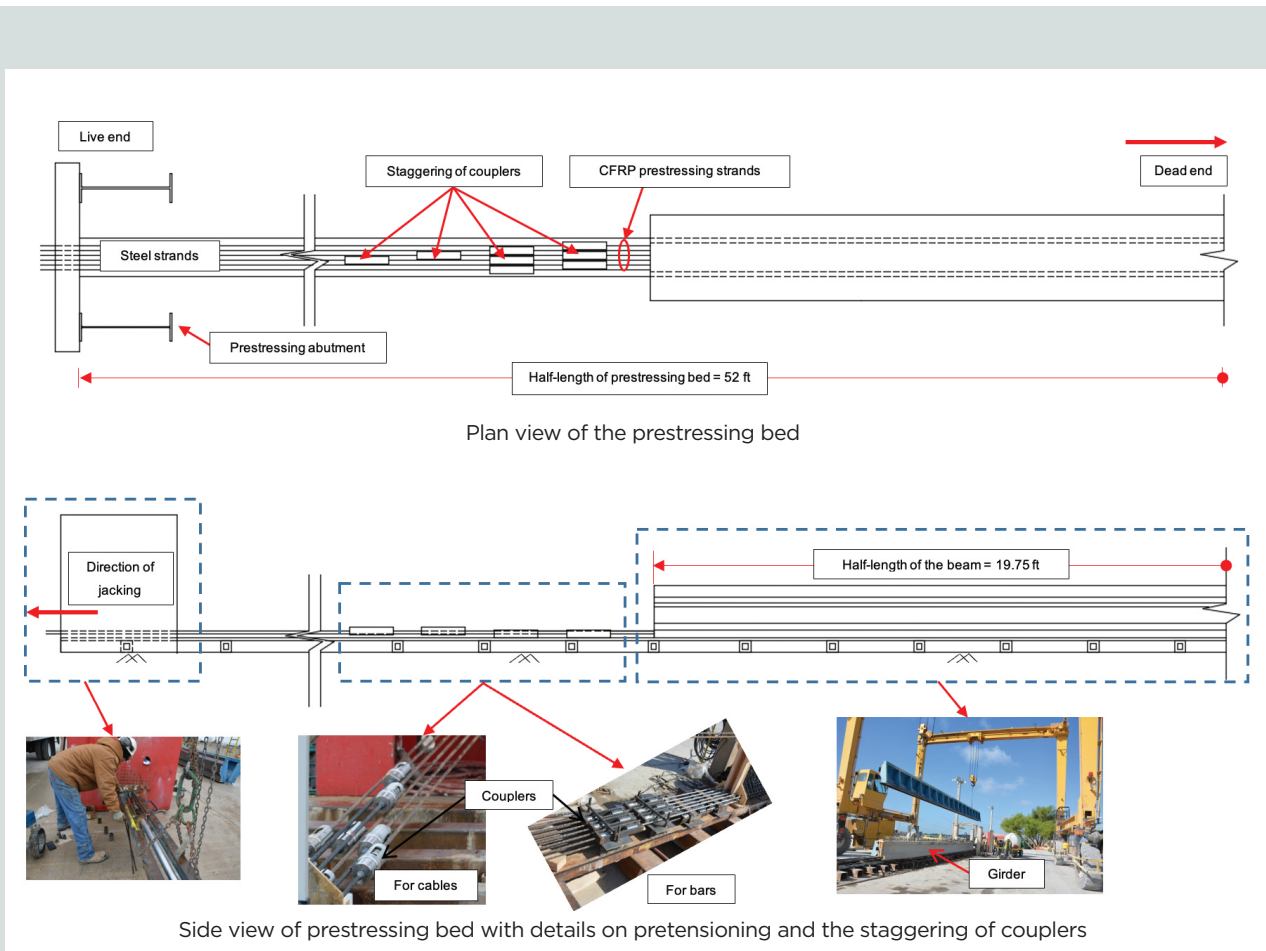 Live end
Dead end
Staggering of couplers
CFRP prestressing strands
Steel strands
Prestressing abutment
Half-length of prestressing bed = 52 ft
Plan view of the prestressing bed
Direction of
jacking
Half-length of the beam = 19.75 ft
Couplers
For cables
For bars
Girder
Side view of prestressing bed with details on pretensioning and the staggering of couplers